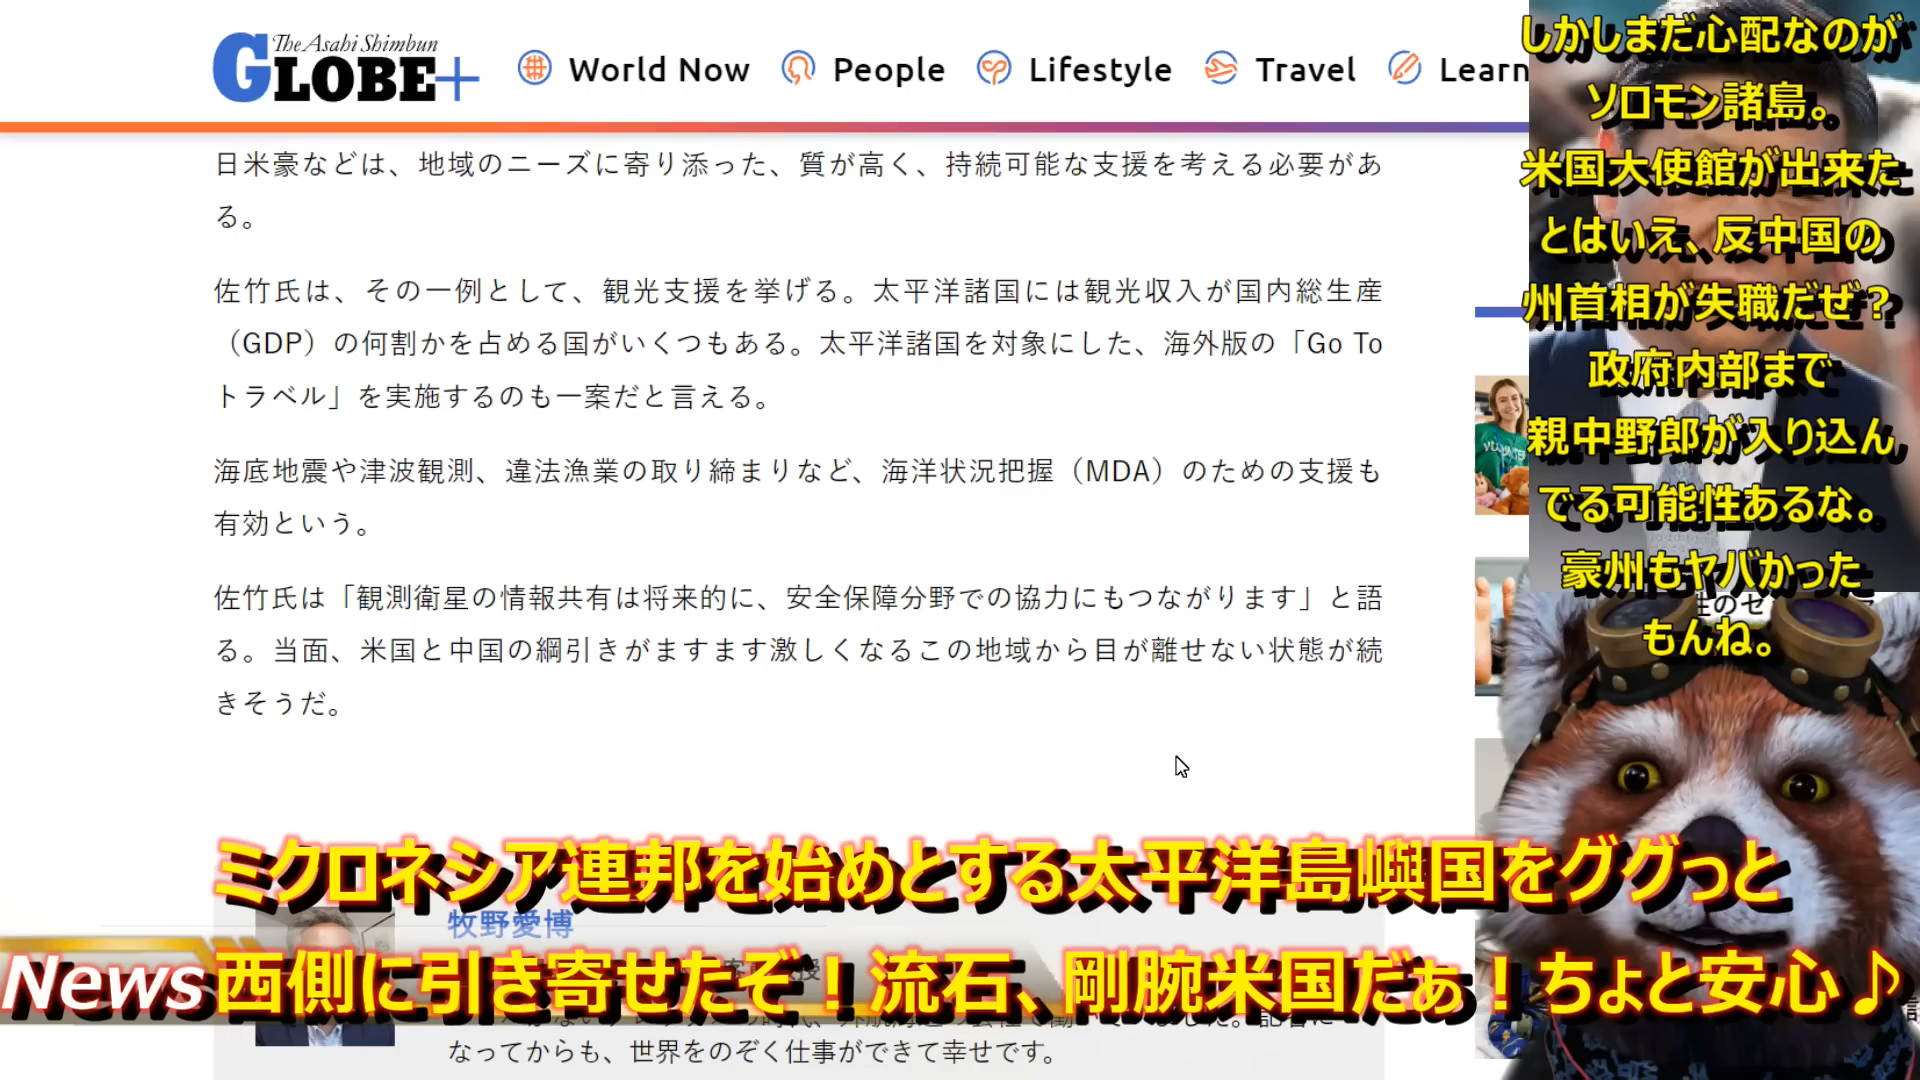 The Asahi Shimbun
GLOBE+
World Now
People
Lifestyle
Travel
Learn
日米豪などは、地域のニーズに寄り添った、質が高く、持続可能な支援を考える必要があ
る。
佐竹氏は、その一例として、観光支援を挙げる。太平洋諸国には観光収入が国内総生産
（GDP）の何割かを占める国がいくつもある。太平洋諸国を対象にした、海外版の「Go To
トラベル」を実施するのも一案だと言える。
海底地震や津波観測、違法漁業の取り締まりなど、海洋状況把握（MDA）のための支援も
有効という。
佐竹氏は「観測衛星の情報共有は将来的に、安全保障分野での協力にもつながります」と語
る。当面、米国と中国の綱引きがますます激しくなるこの地域から目が離せない状態が続
きそうだ。
しかしまだ心配なのが
ソロモン諸島。
米国大使館が出来た
とはいえ、反中国の
州首相が失職だぜ？
政府内部まで
親中野郎が入り込ん
でる可能性あるな。
豪州もヤバかった
もんね。
ミクロネシア連邦を始めとする太平洋島嶼国をググっと
牧野愛博
News
西側に引き寄せたぞ！流石、剛腕米国だぁ！ちょと安心♪
なってからも、世界をのぞく仕事ができて幸せです。